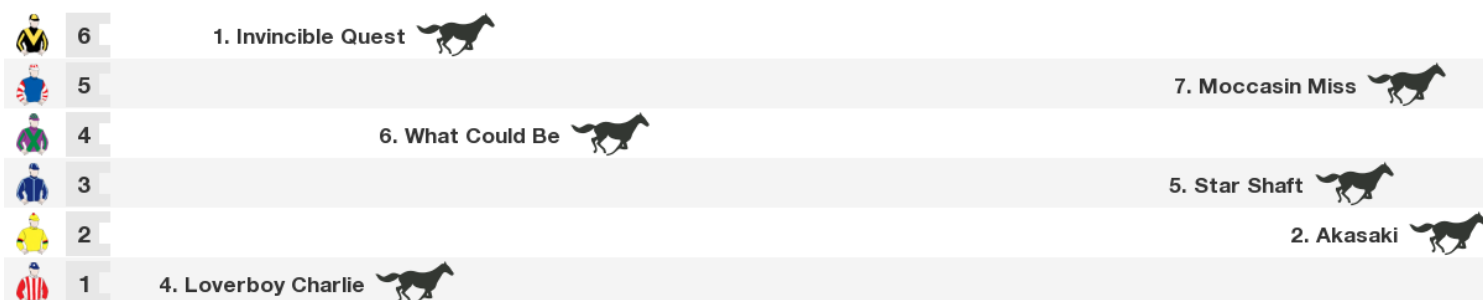 6 1. Invincible Quest
5 7. Moccasin Miss
4 6. What Could Be
3 5. Star Shaft
2 2. Akasaki
1 4. Loverboy Charlie